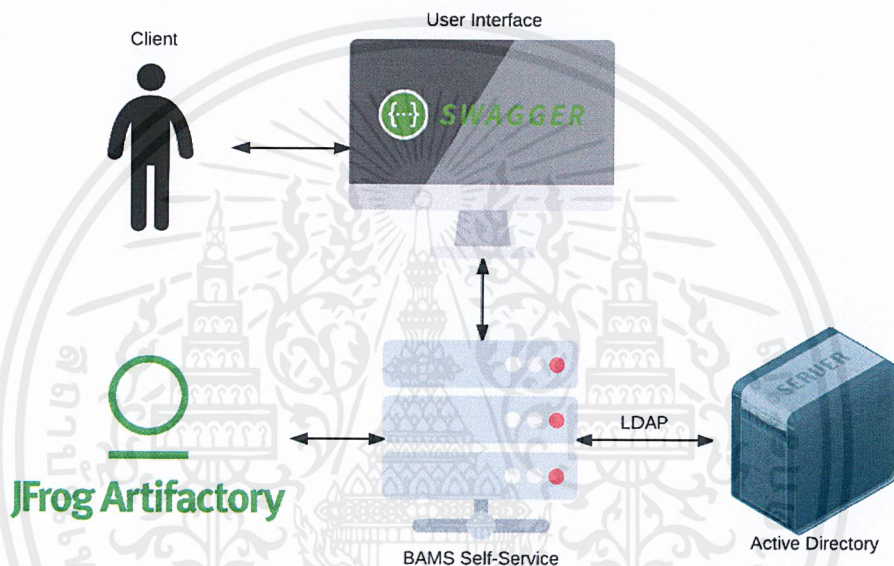 User Interface
Client
{...} SWAGGER
SERVER
LDAP
JFrog Artifactory
BAMS Self-Service
Active Directory